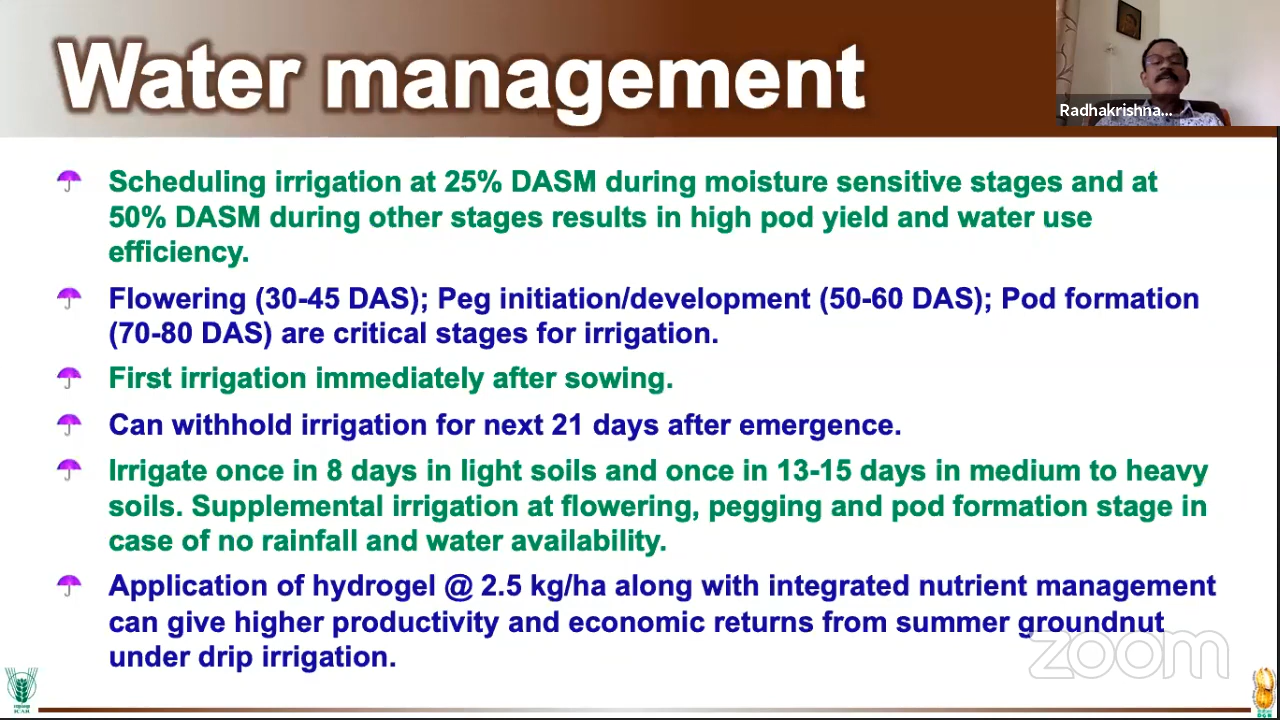 Water management
Radhakrishna...
Scheduling irrigation at 25% DASM during moisture sensitive stages and at
50% DASM during other stages results in high pod yield and water use
efficiency.
Flowering (30-45 DAS); Peg initiation/development (50-60 DAS); Pod formation
(70-80 DAS) are critical stages for irrigation.
First irrigation immediately after sowing.
Can withhold irrigation for next 21 days after emergence.
Irrigate once in 8 days in light soils and once in 13-15 days in medium to heavy
soils. Supplemental irrigation at flowering, pegging and pod formation stage in
case of no rainfall and water availability.
Application of hydrogel @ 2.5 kg/ha along with integrated nutrient management
can give higher productivity and economic returns from summer groundnut
under drip irrigation.
zoom
ICAR